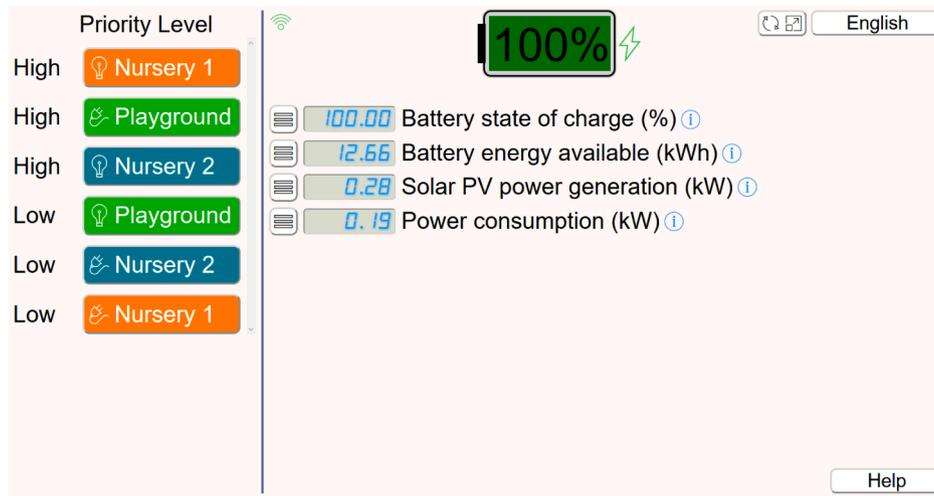 Priority Level
High Nursery 1
High Playground
High Nursery 2
Low Playground
Low Nursery 2
Low Nursery 1
100%
English
100.00 Battery state of charge (%) i
12.66 Battery energy available (kWh) i
0.28 Solar PV power generation (kW) i
0.19 Power consumption (kW) i
Help